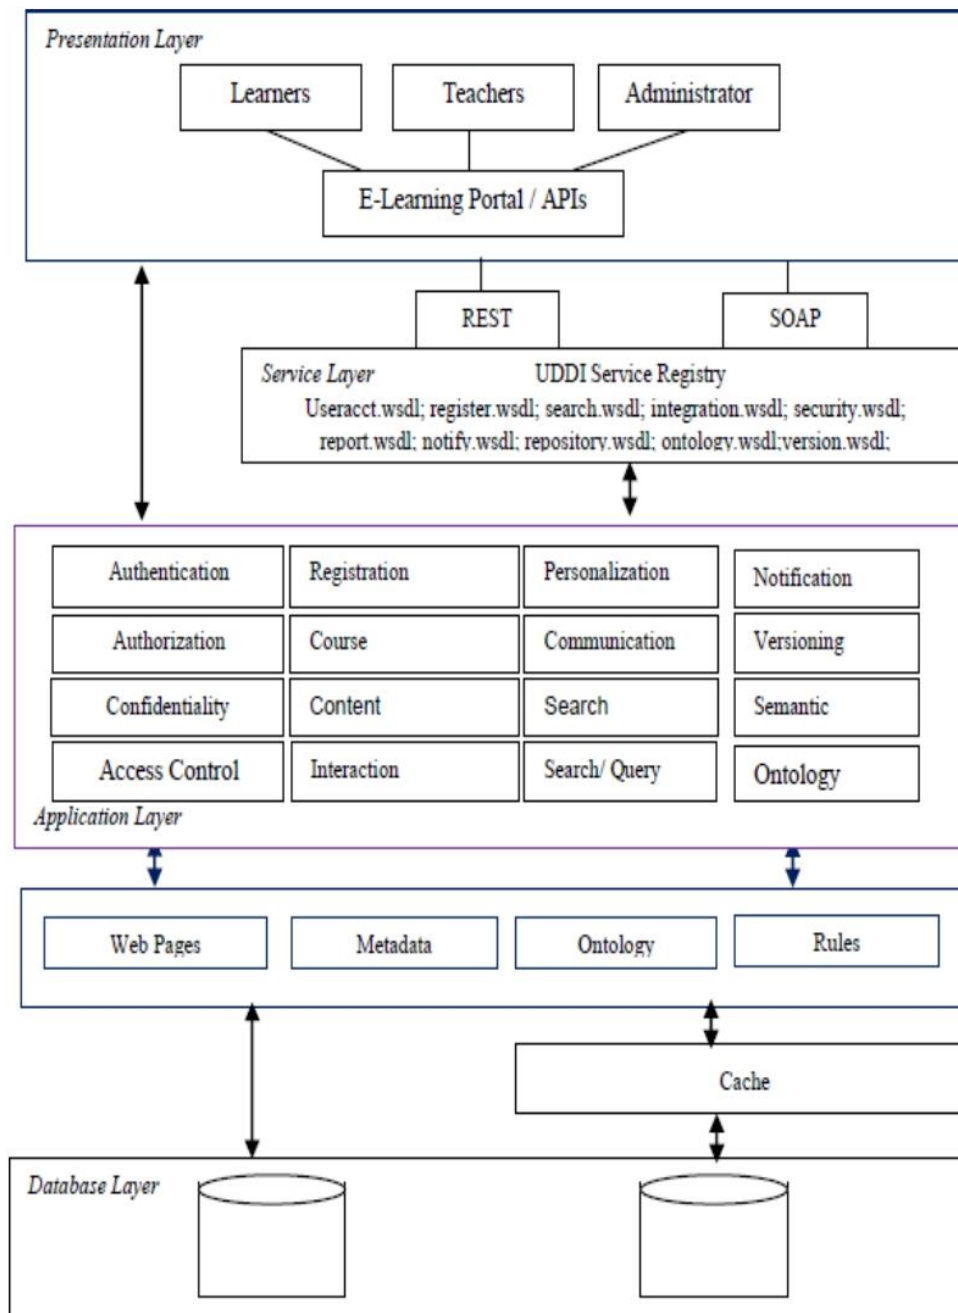 Presentation Layer
Learners
Teachers
Administrator
E-Learning Portal / APIs
REST
SOAP
Service Layer
UDDI Service Registry
Useracct.wsdl; register.wsdl; search.wsdl; integration.wsdl; security.wsdl;
report.wsdl; notify.wsdl; repository.wsdl; ontology.wsdl;version.wsdl;
Authentication
Registration
Personalization
Notification
Authorization
Course
Communication
Versioning
Confidentiality
Content
Search
Semantic
Access Control
Interaction
Search/ Query
Ontology
Application Layer
Web Pages
Metadata
Ontology
Rules
Cache
Database Layer